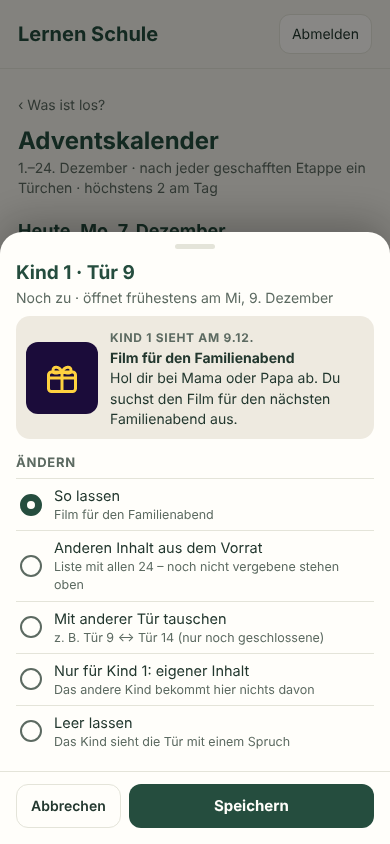 Lernen Schule
Abmelden
‹ Was ist los?
Adventskalender
1.–24. Dezember · nach jeder geschafften Etappe ein
Türchen · höchstens 2 am Tag
Heute, Mo, 7. Dezember
Kind 1 · Tür 9
Noch zu · öffnet frühestens am Mi, 9. Dezember
KIND 1 SIEHT AM 9.12.
Film für den Familienabend
Hol dir bei Mama oder Papa ab. Du
suchst den Film für den nächsten
Familienabend aus.
ÄNDERN
So lassen
Film für den Familienabend
Anderen Inhalt aus dem Vorrat
Liste mit allen 24 – noch nicht vergebene stehen
oben
Mit anderer Tür tauschen
z. B. Tür 9 ↔ Tür 14 (nur noch geschlossene)
Nur für Kind 1: eigener Inhalt
Das andere Kind bekommt hier nichts davon
Leer lassen
Das Kind sieht die Tür mit einem Spruch
Abbrechen
Speichern